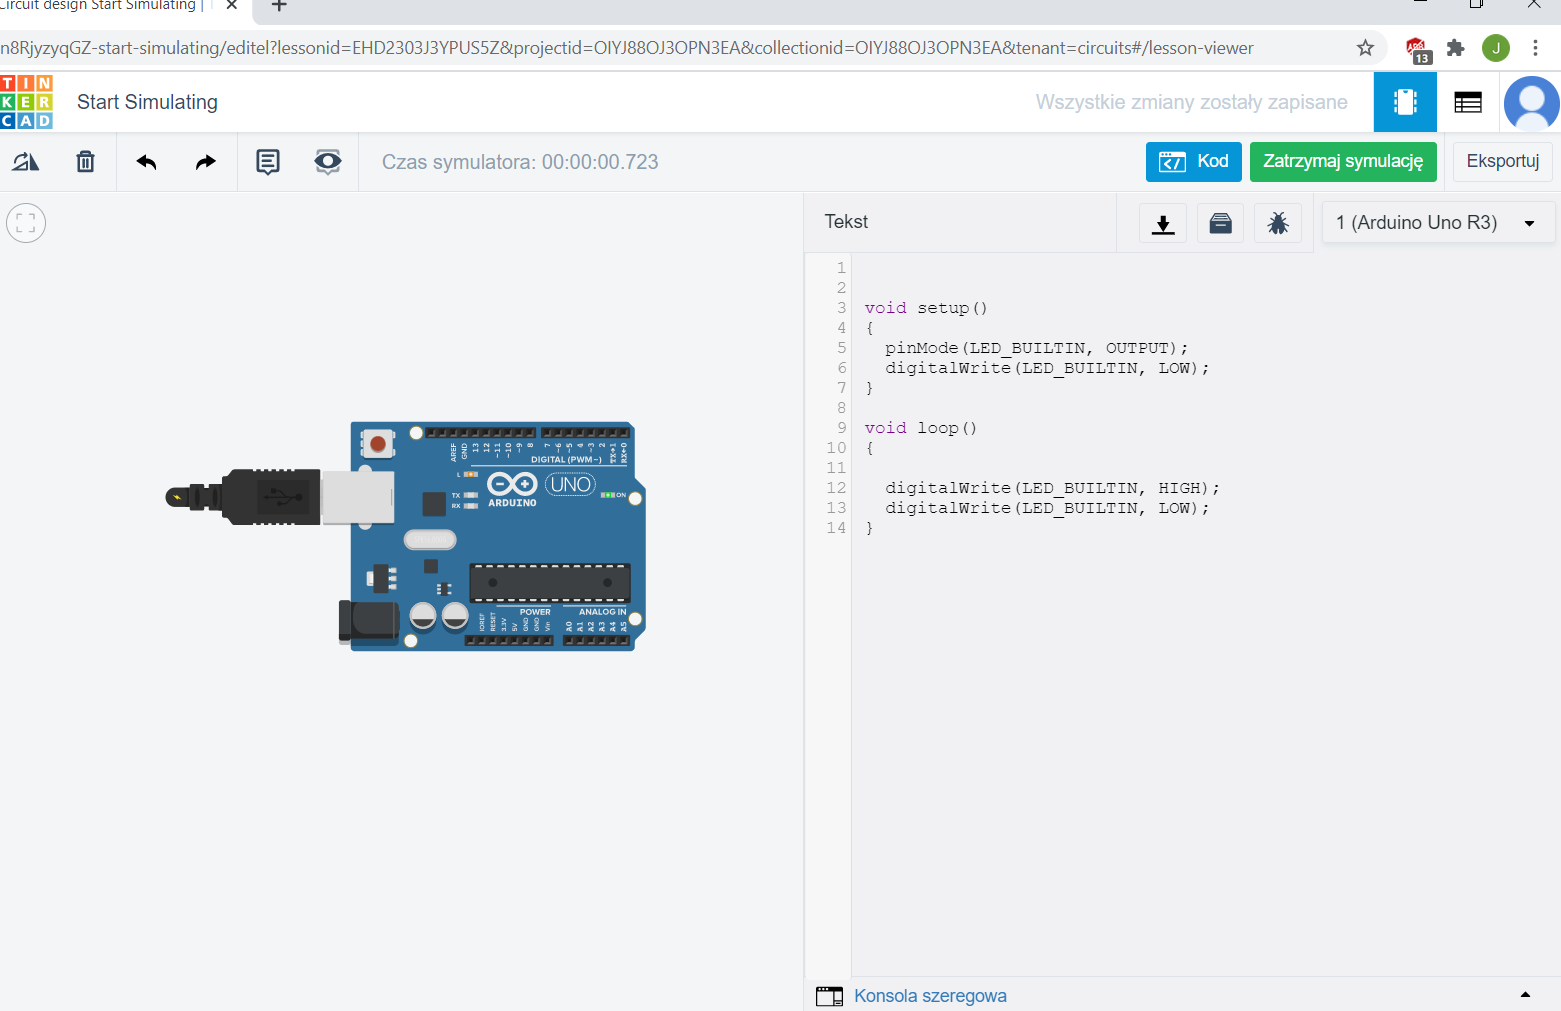 Circuit design Start Simulating |
n8RjyzyqGZ-start-simulating/editel?lessonid=EHD2303J3YPUS5Z&projectid=OIYJ88OJ3OPN3EA&collectionid=OIYJ88OJ3OPN3EA&tenant=circuits#/lesson-viewer
13
J
TIN
KER
CAD
Start Simulating
Wszystkie zmiany zostały zapisane
Czas symulatora: 00:00:00.723
Kod
Zatrzymaj symulację
Eksportuj
Tekst
1 (Arduino Uno R3)
1
2
3 void setup()
4 {
5 pinMode(LED_BUILTIN, OUTPUT);
6 digitalWrite(LED_BUILTIN, LOW);
7 }
8
9 void loop()
10 {
11
12 digitalWrite(LED_BUILTIN, HIGH);
13 digitalWrite(LED_BUILTIN, LOW);
14 }
AREF
GND
13
12
~11
~10
~9
8
7
~6
~5
4
~3
2
TX→1
RX←0
DIGITAL (PWM~)
L
TX
RX
ARDUINO
UNO
ON
POWER
ANALOG IN
IOREF
RESET
3.3V
5V
GND
GND
Vin
A0
A1
A2
A3
A4
A5
Konsola szeregowa